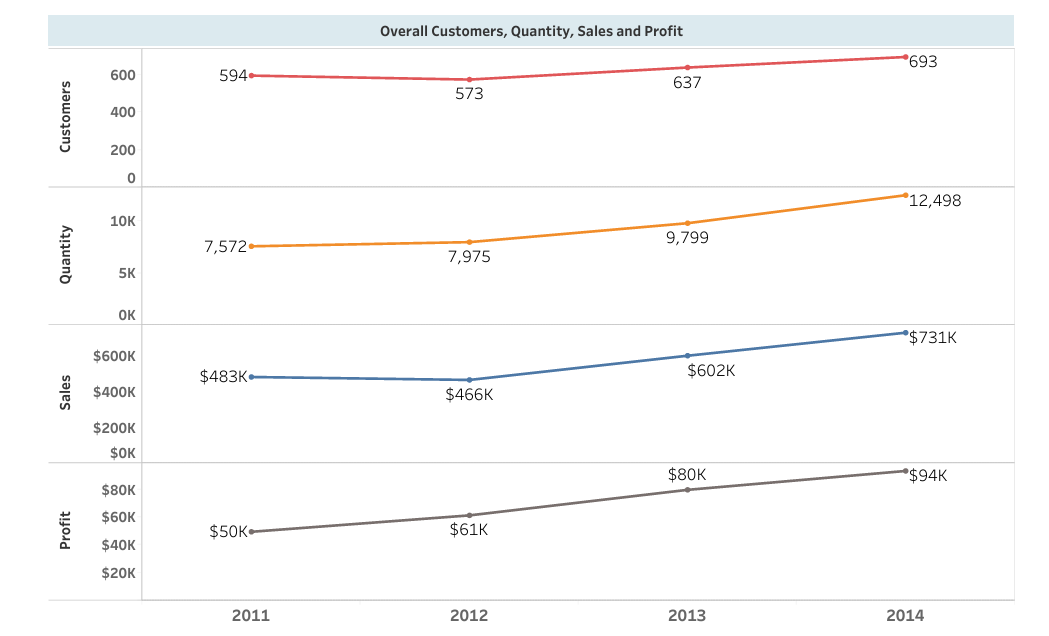 Overall Customers, Quantity, Sales and Profit
Customers
600
400
200
0
594
573
637
693
Quantity
10K
5K
0K
7,572
7,975
9,799
12,498
Sales
$600K
$400K
$200K
$0K
$483K
$466K
$602K
$731K
Profit
$80K
$60K
$40K
$20K
$50K
$61K
$80K
$94K
2011 2012 2013 2014